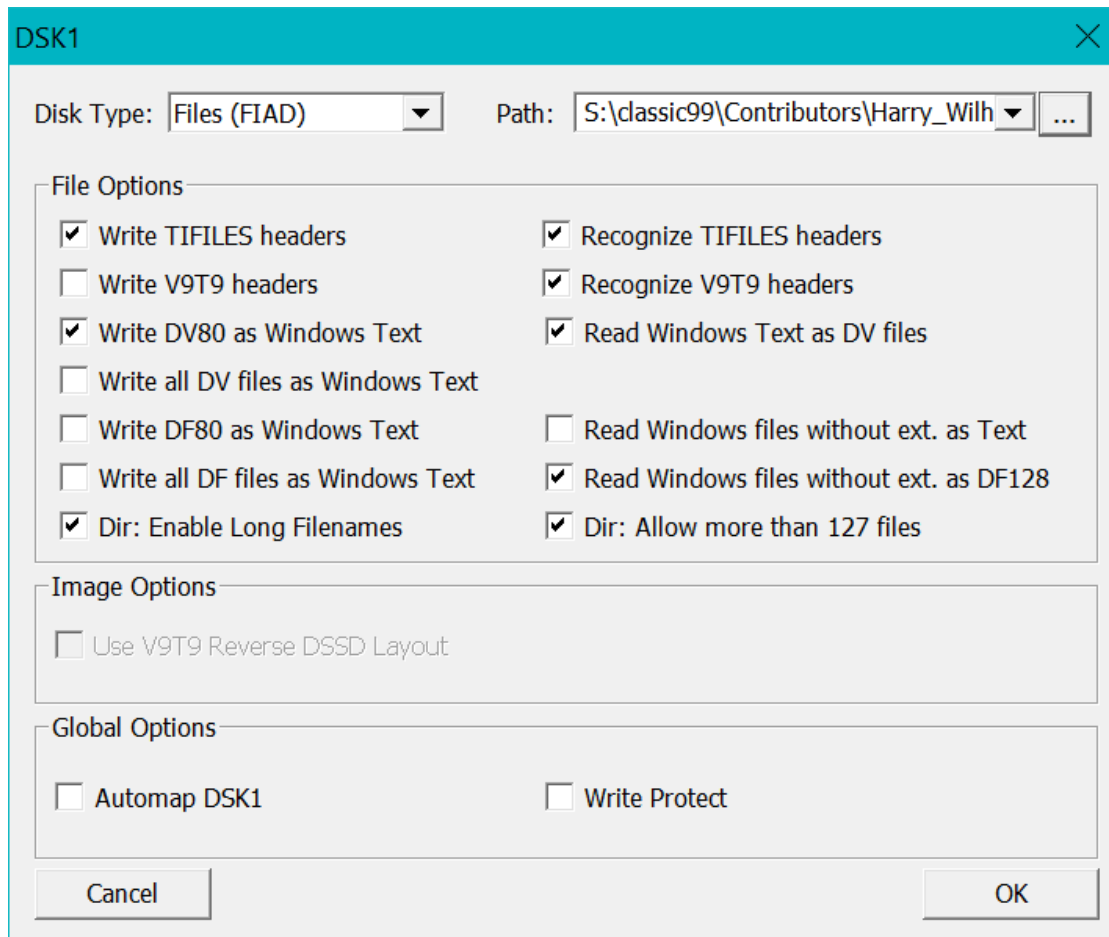 DSK1
Disk Type: Files (FIAD) Path: S:\classic99\Contributors\Harry_Wilh ...
File Options
Write TIFILES headers Recognize TIFILES headers
Write V9T9 headers Recognize V9T9 headers
Write DV80 as Windows Text Read Windows Text as DV files
Write all DV files as Windows Text
Write DF80 as Windows Text Read Windows files without ext. as Text
Write all DF files as Windows Text Read Windows files without ext. as DF128
Dir: Enable Long Filenames Dir: Allow more than 127 files
Image Options
Use V9T9 Reverse DSSD Layout
Global Options
Automap DSK1 Write Protect
Cancel OK